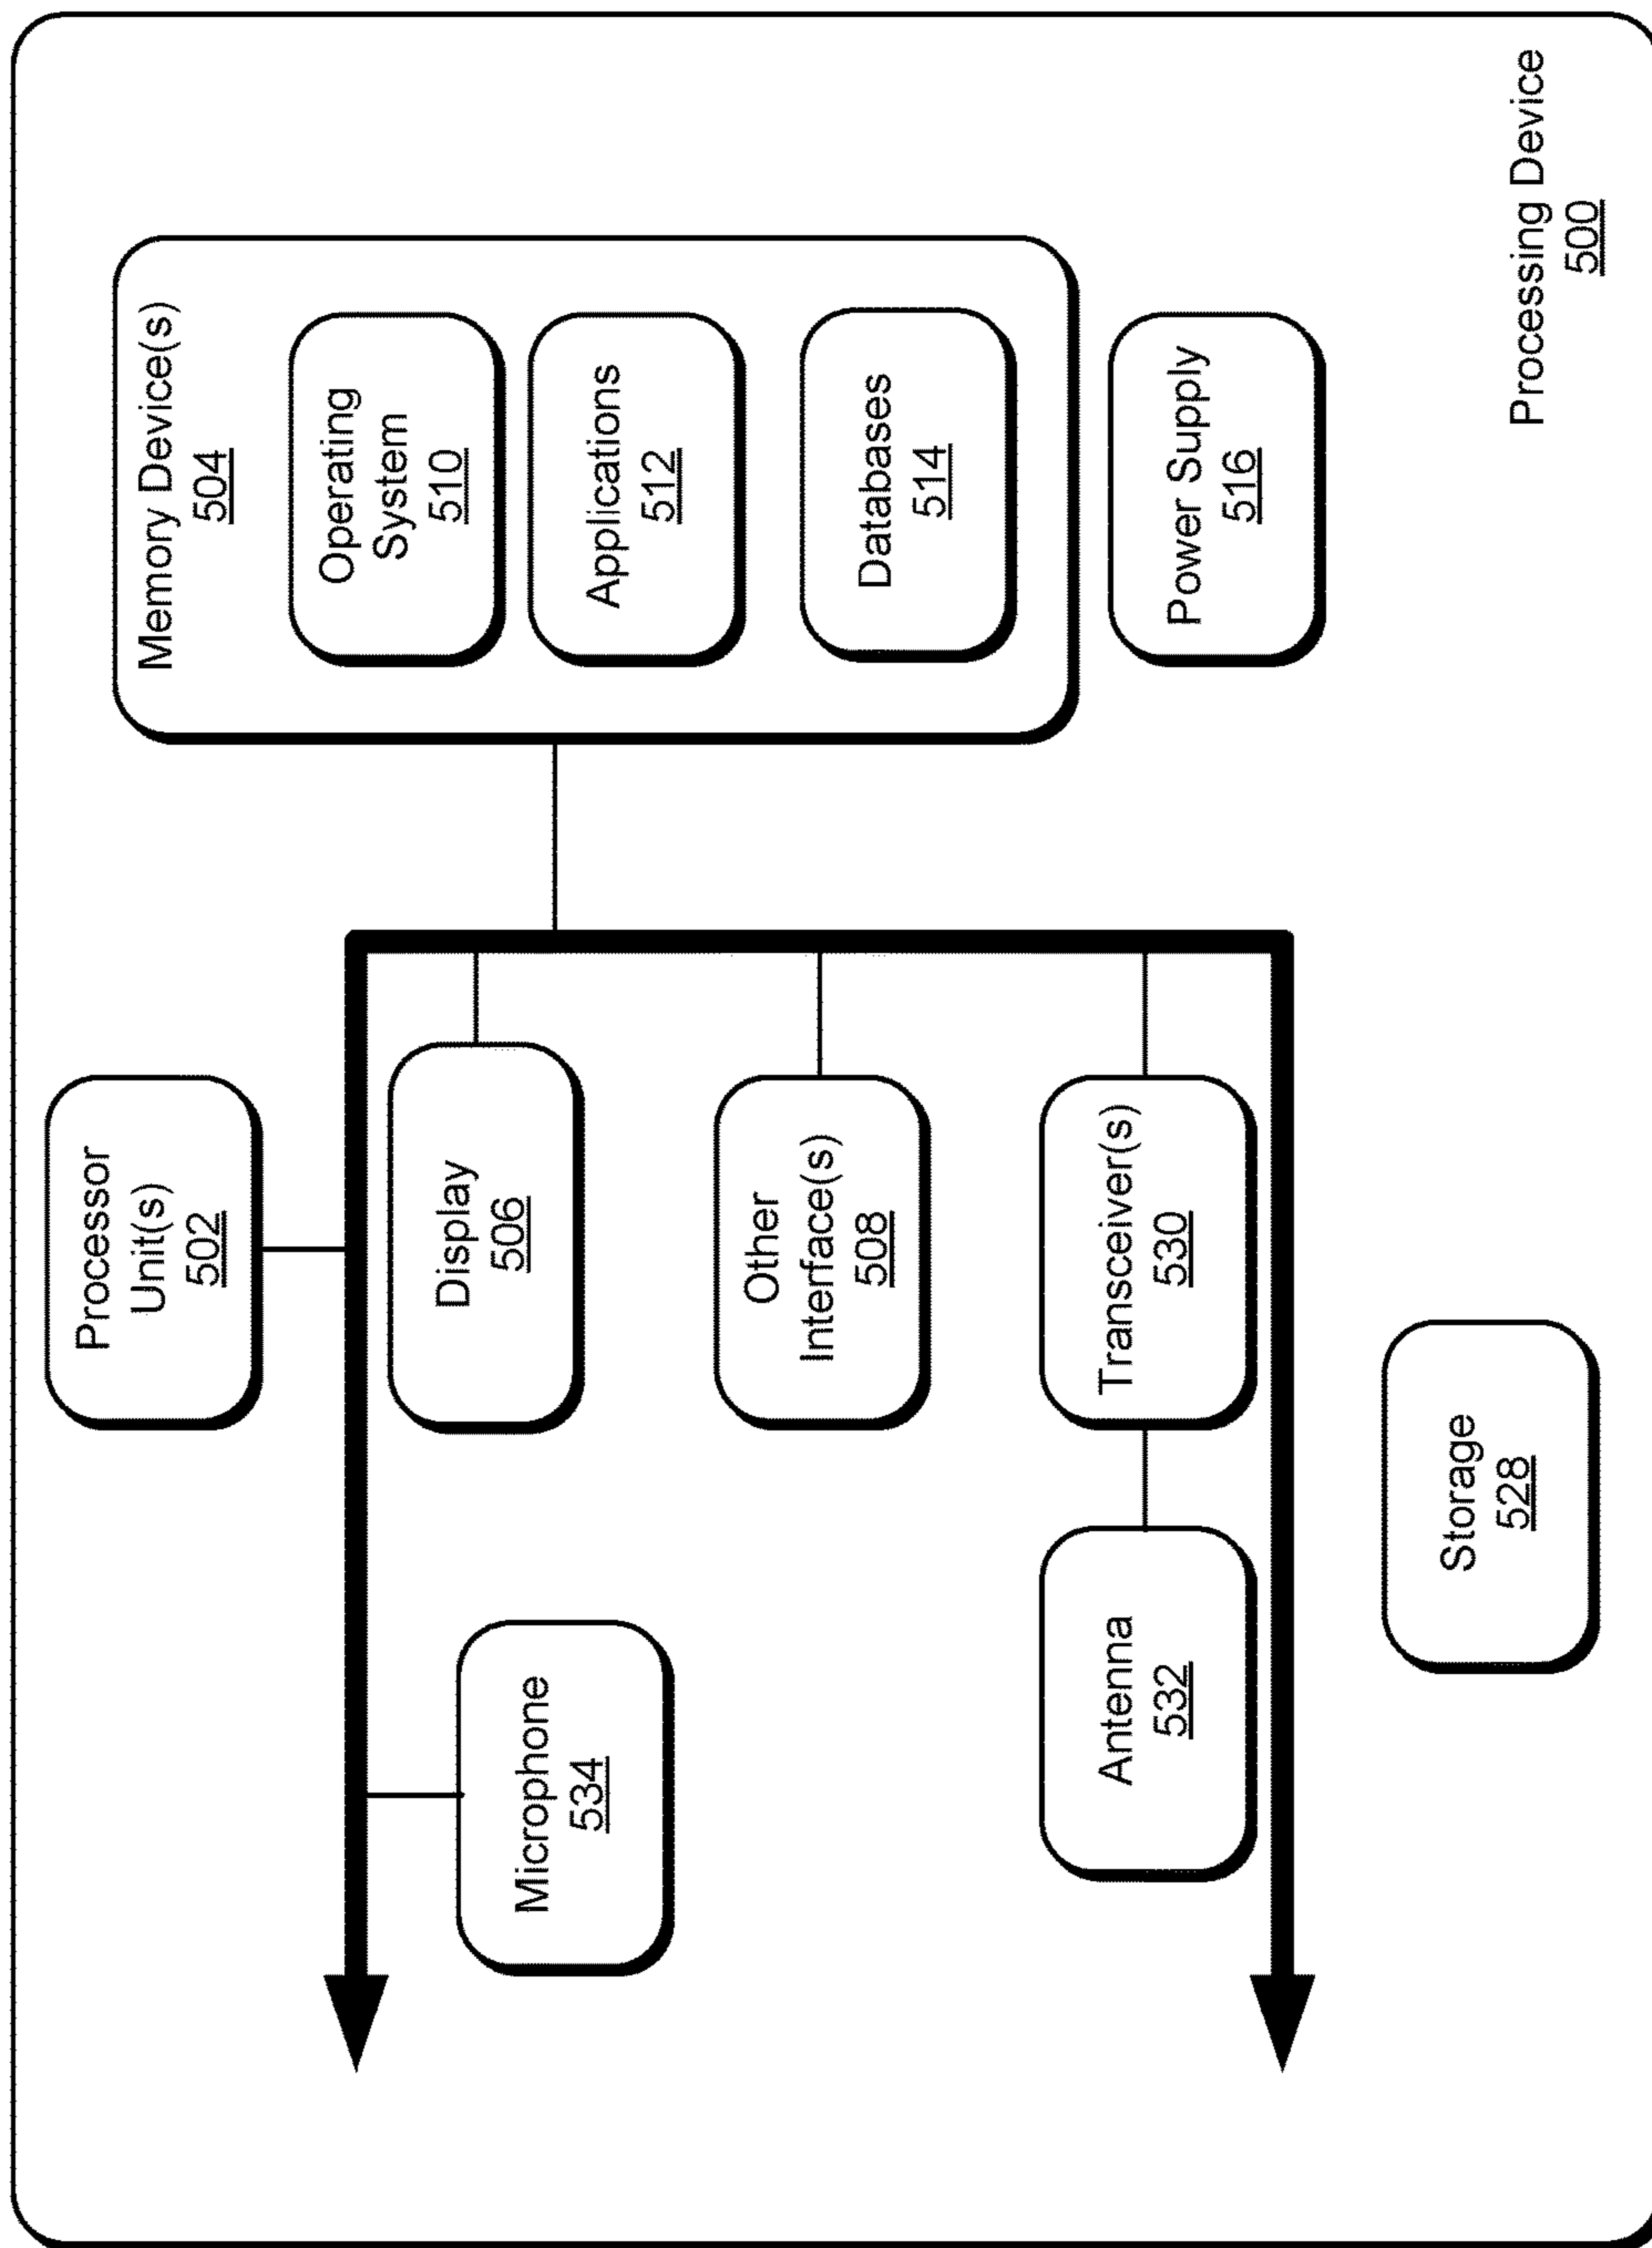 Processor
Unit(s)
502
Memory Device(s)
504
Operating
System
510
Microphone
534
Display
506
Applications
512
Other
Interface(s)
508
Databases
514
Antenna
532
Transceiver(s)
530
Power Supply
516
Storage
528
Processing Device
500